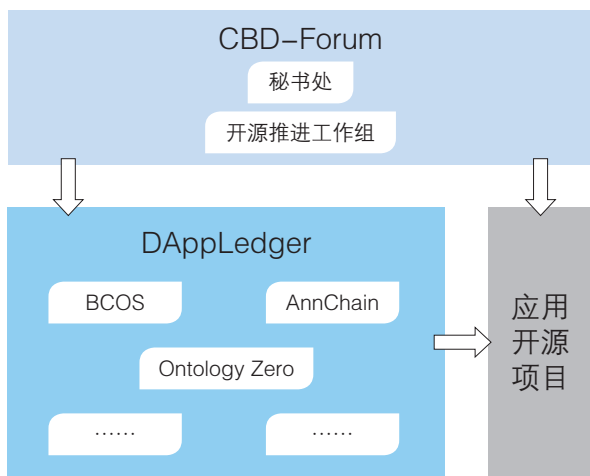 CBD-Forum
秘书处
开源推进工作组
DAppLedger
BCOS
AnnChain
Ontology Zero
……
……
应用
开源
项目